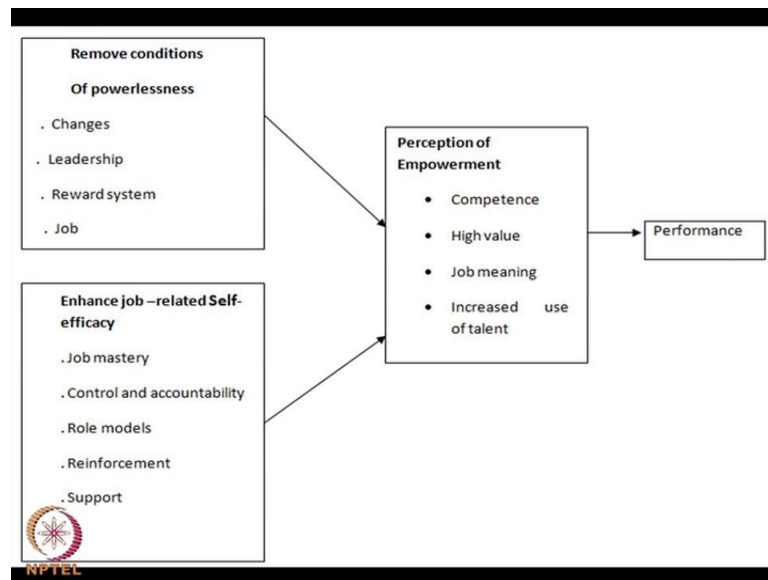 Remove conditions
Of powerlessness
. Changes
. Leadership
. Reward system
. Job
Enhance job –related Self-
efficacy
. Job mastery
. Control and accountability
. Role models
. Reinforcement
. Support
Perception of
Empowerment
• Competence
• High value
• Job meaning
• Increased use
of talent
Performance
NPTEL